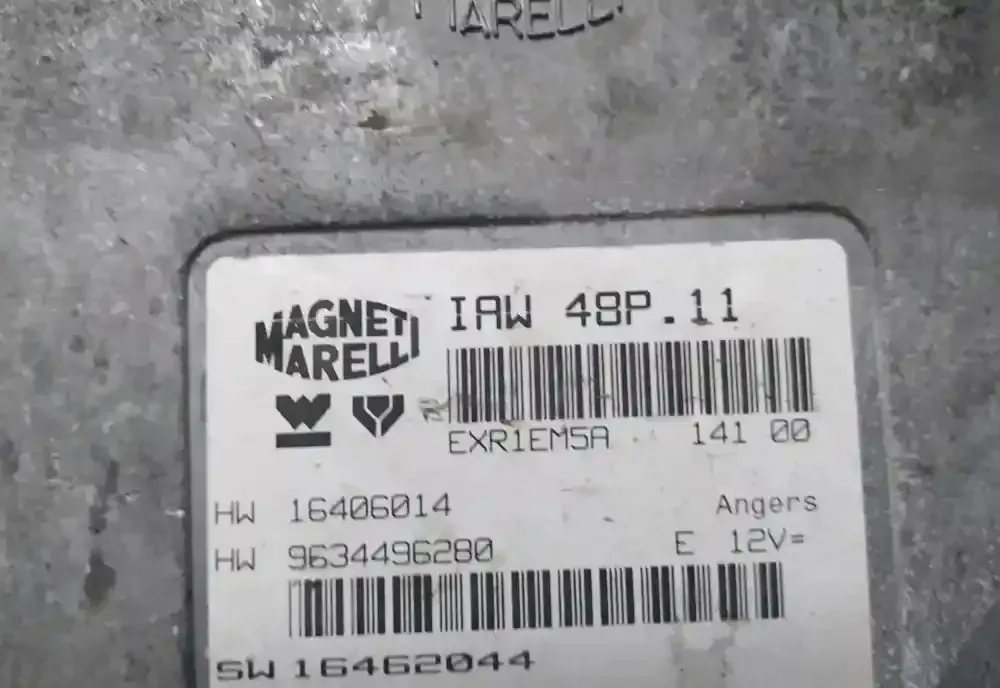 MARELLI
MAGNETI
MARELLI
IAW 48P.11
EXR1EM5A 141 00
HW 16406014 Angers
HW 9634496280 E 12V=
SW 16462044